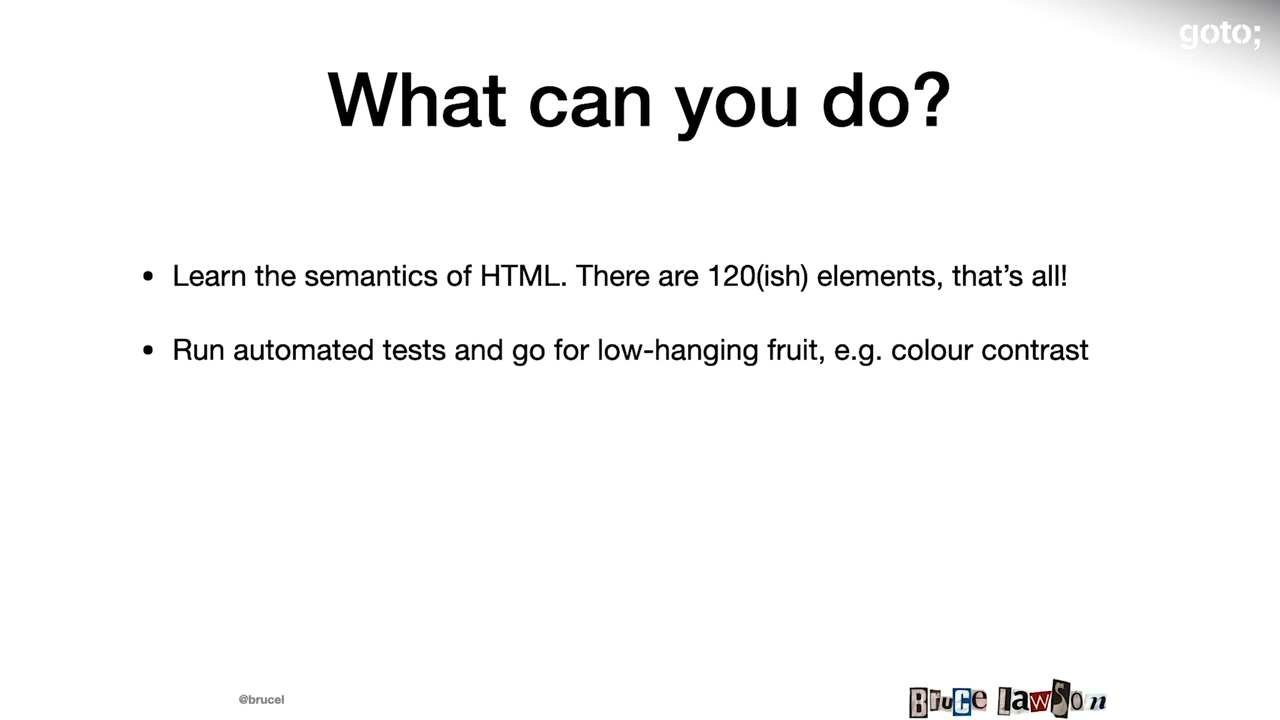 goto;
What can you do?
• Learn the semantics of HTML. There are 120(ish) elements, that’s all!
• Run automated tests and go for low-hanging fruit, e.g. colour contrast
@brucel
BruCe lawSon